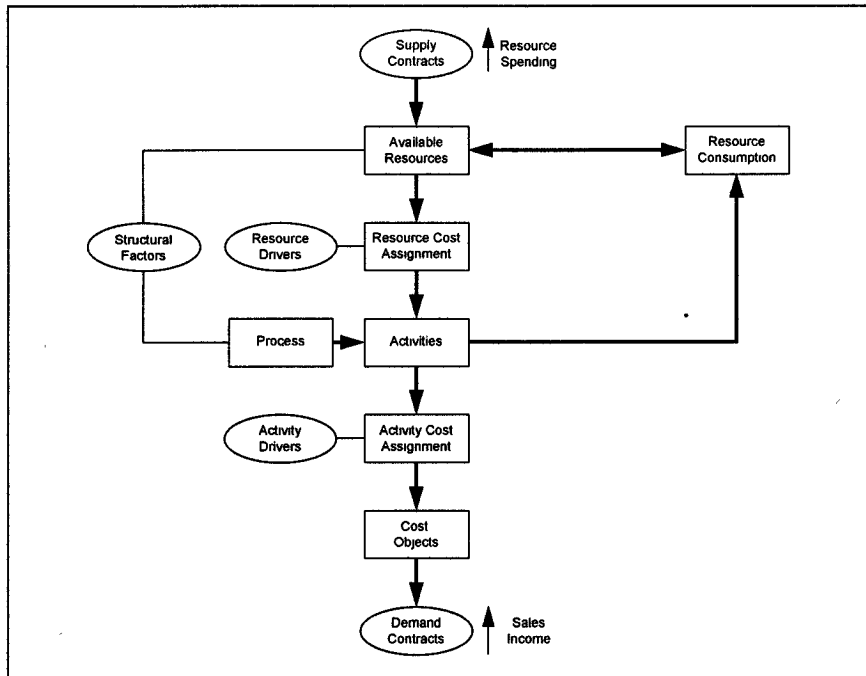 Supply
Contracts
Resource
Spending
Available
Resources
Resource
Consumption
Structural
Factors
Resource
Drivers
Resource Cost
Assignment
Process
Activities
Activity
Drivers
Activity Cost
Assignment
Cost
Objects
Demand
Contracts
Sales
Income